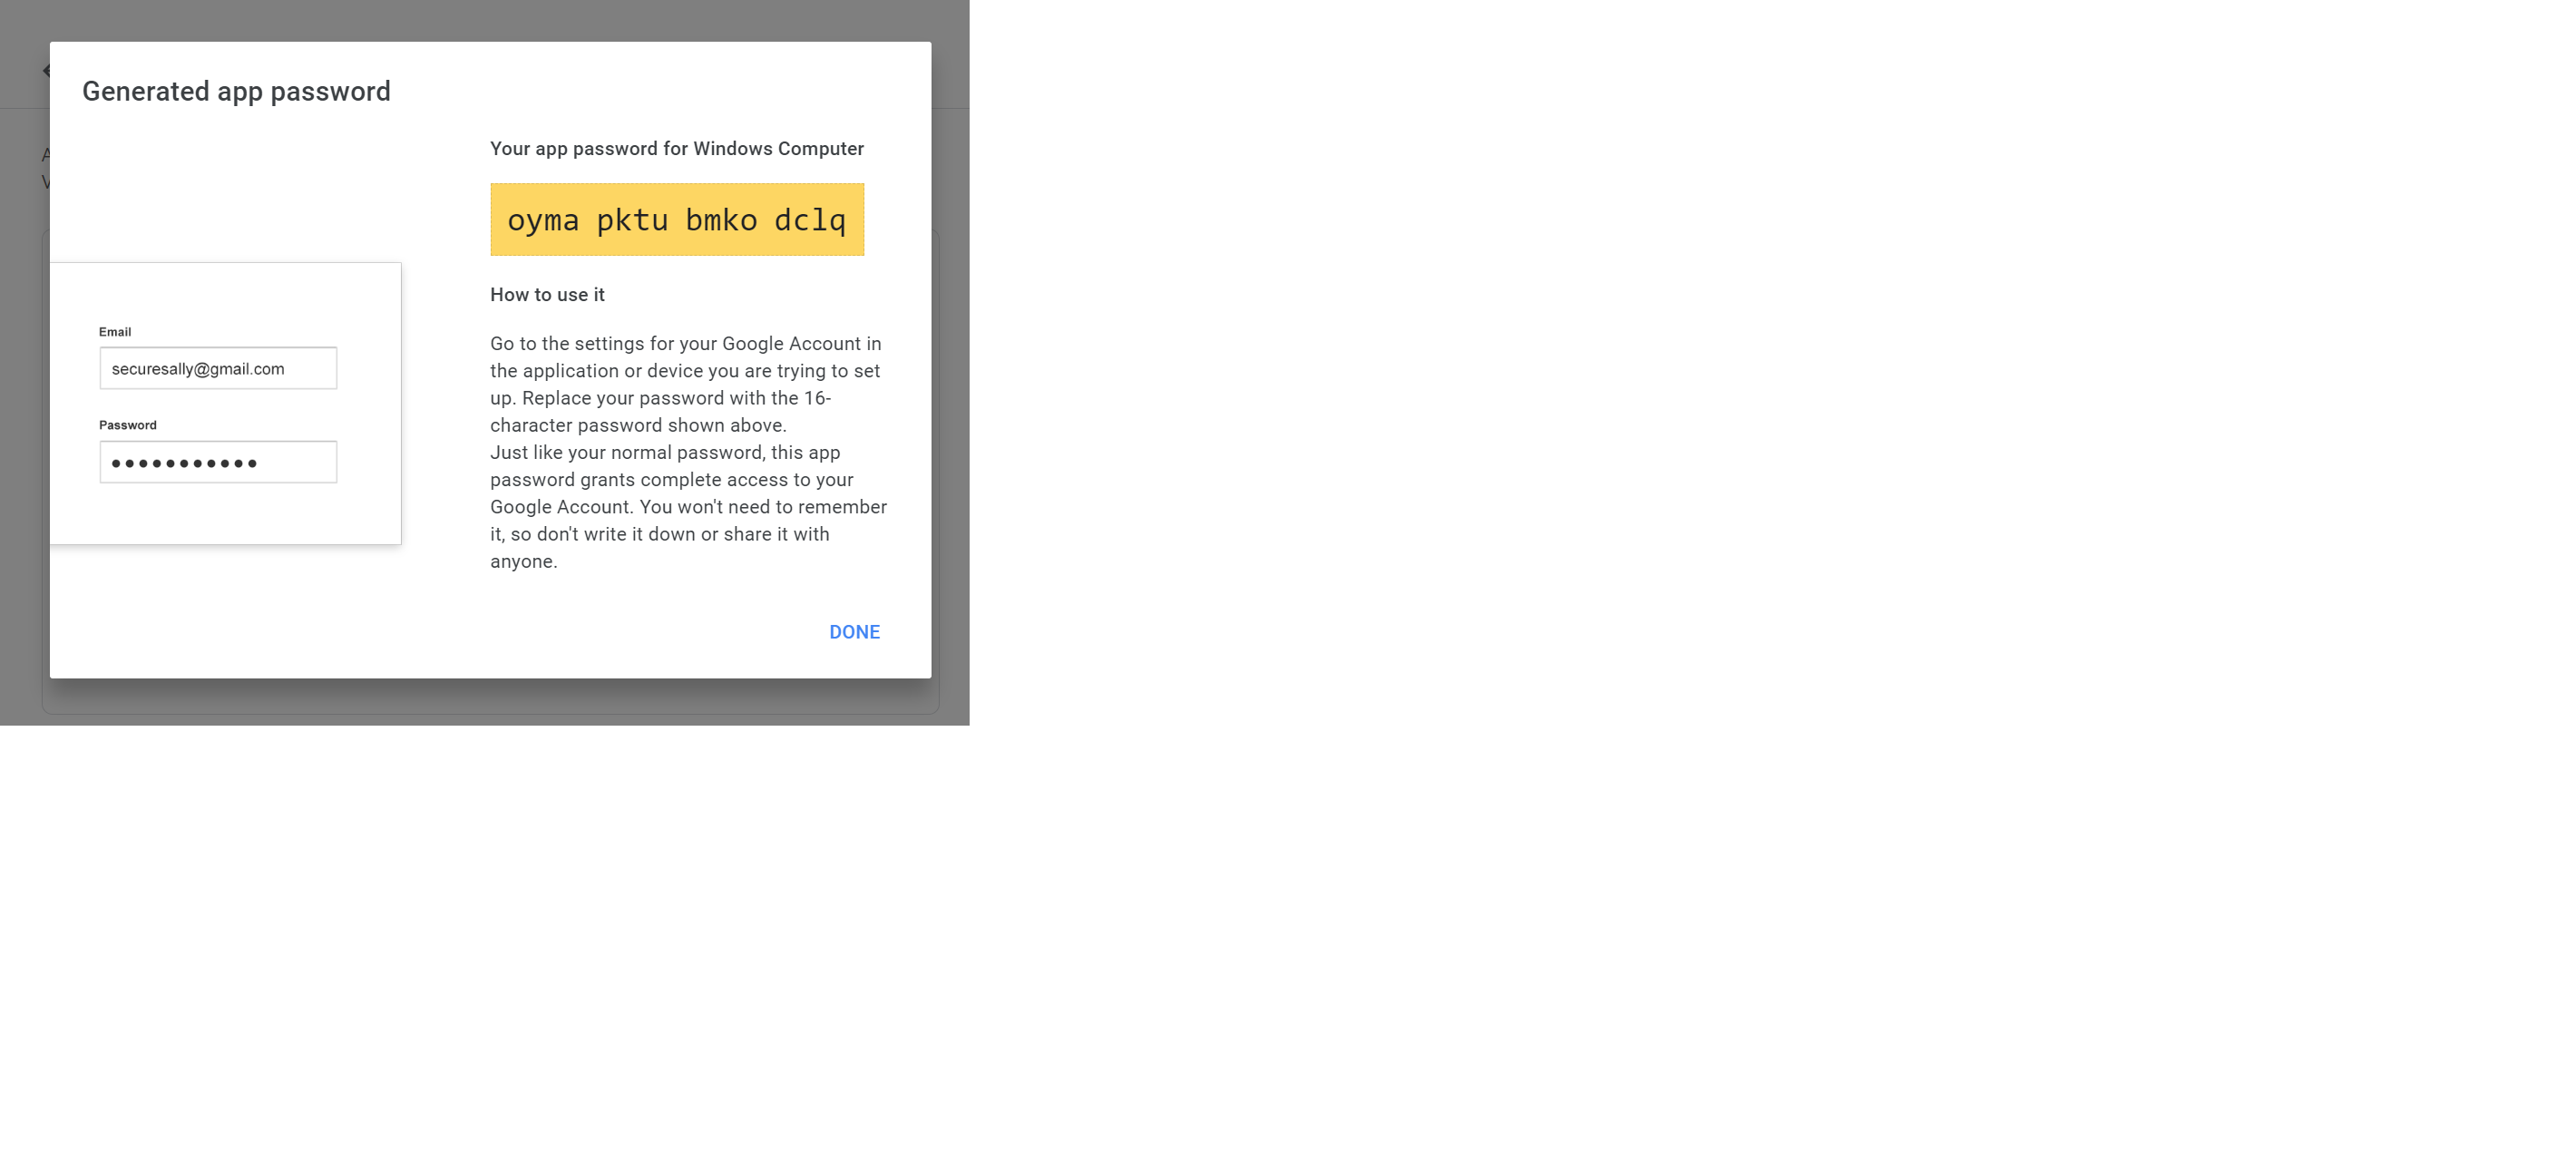 Generated app password
Your app password for Windows Computer
oyma pktu bmko dclq
How to use it
Go to the settings for your Google Account in
the application or device you are trying to set
up. Replace your password with the 16-
character password shown above.
Just like your normal password, this app
password grants complete access to your
Google Account. You won't need to remember
it, so don't write it down or share it with
anyone.
Email
securesally@gmail.com
Password
DONE